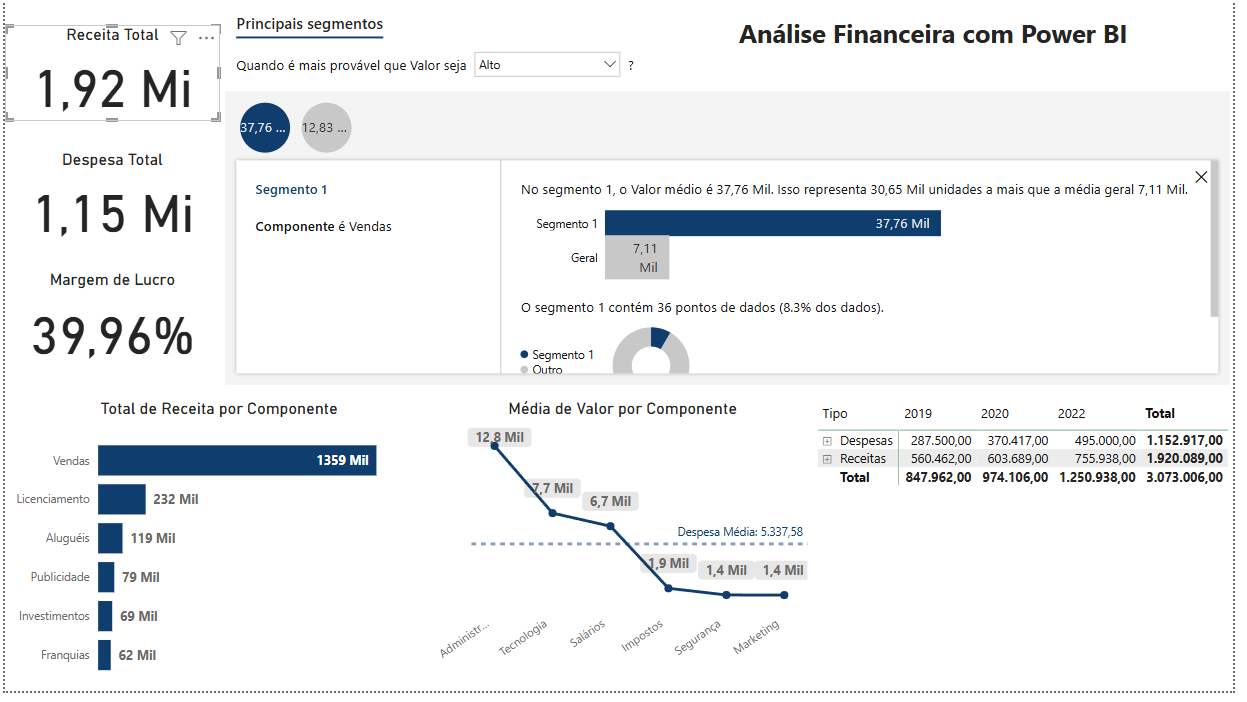 Receita Total
1,92 Mi
Despesa Total
1,15 Mi
Margem de Lucro
39,96%
Principais segmentos
Análise Financeira com Power BI
Quando é mais provável que Valor seja Alto ?
37,76 ... 12,83 ...
Segmento 1
Componente é Vendas
No segmento 1, o Valor médio é 37,76 Mil. Isso representa 30,65 Mil unidades a mais que a média geral 7,11 Mil.
Segmento 1 37,76 Mil
Geral 7,11
Mil
O segmento 1 contém 36 pontos de dados (8.3% dos dados).
Segmento 1
Outro
Total de Receita por Componente
Vendas 1359 Mil
Licenciamento 232 Mil
Aluguéis 119 Mil
Publicidade 79 Mil
Investimentos 69 Mil
Franquias 62 Mil
Média de Valor por Componente
12,8 Mil
7,7 Mil
6,7 Mil
Despesa Média: 5.337,58
1,9 Mil
1,4 Mil
1,4 Mil
Administr... Tecnologia Salários Impostos Segurança Marketing
Tipo 2019 2020 2022 Total
Despesas 287.500,00 370.417,00 495.000,00 1.152.917,00
Receitas 560.462,00 603.689,00 755.938,00 1.920.089,00
Total 847.962,00 974.106,00 1.250.938,00 3.073.006,00